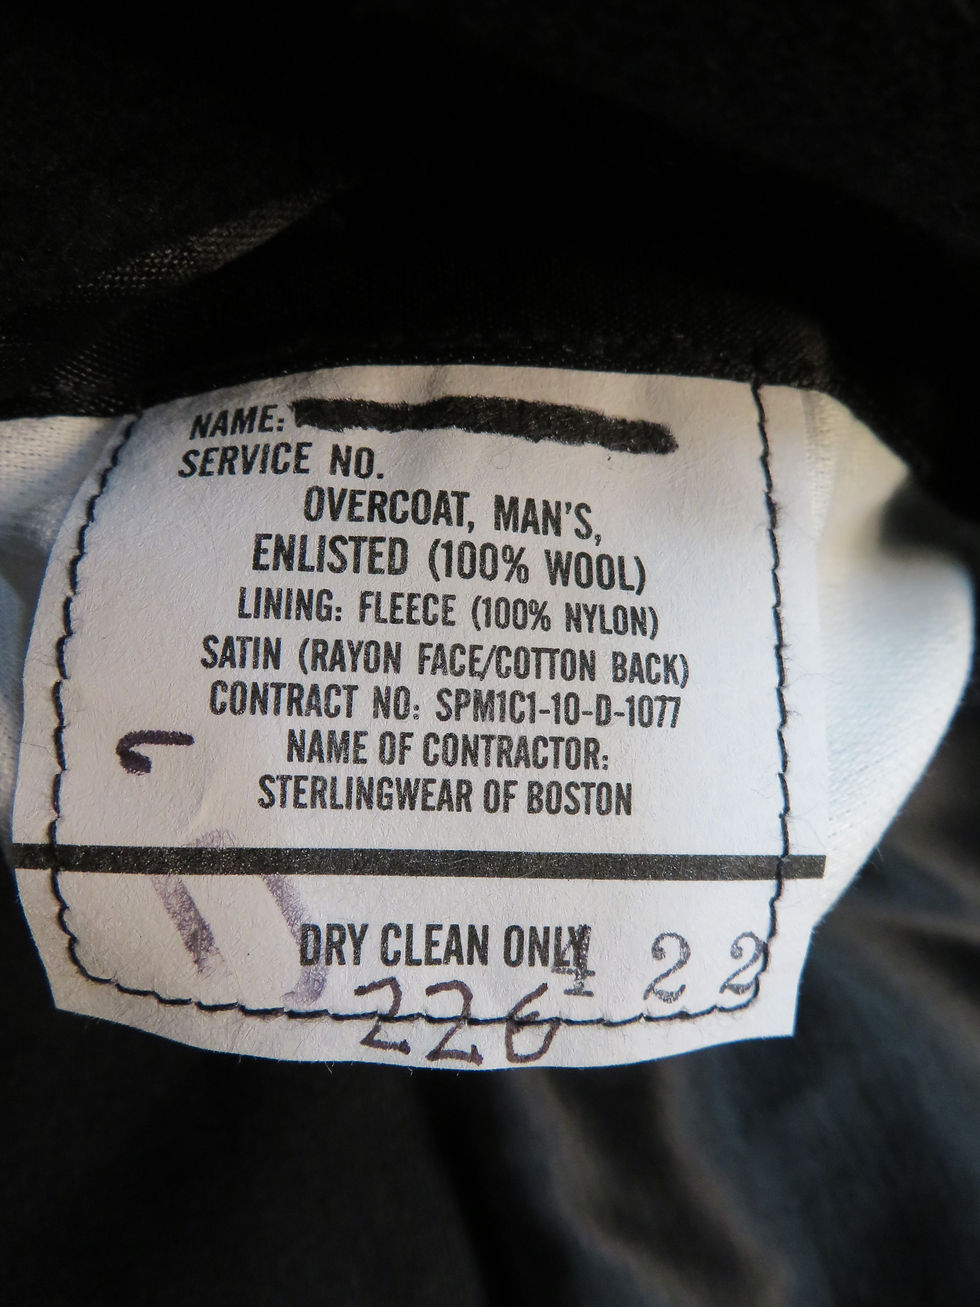 NAME:
SERVICE NO.
OVERCOAT, MAN'S,
ENLISTED (100% WOOL)
LINING: FLEECE (100% NYLON)
SATIN (RAYON FACE/COTTON BACK)
CONTRACT NO: SPM1C1-10-D-1077
NAME OF CONTRACTOR:
STERLINGWEAR OF BOSTON
DRY CLEAN ONLY
4 22
226